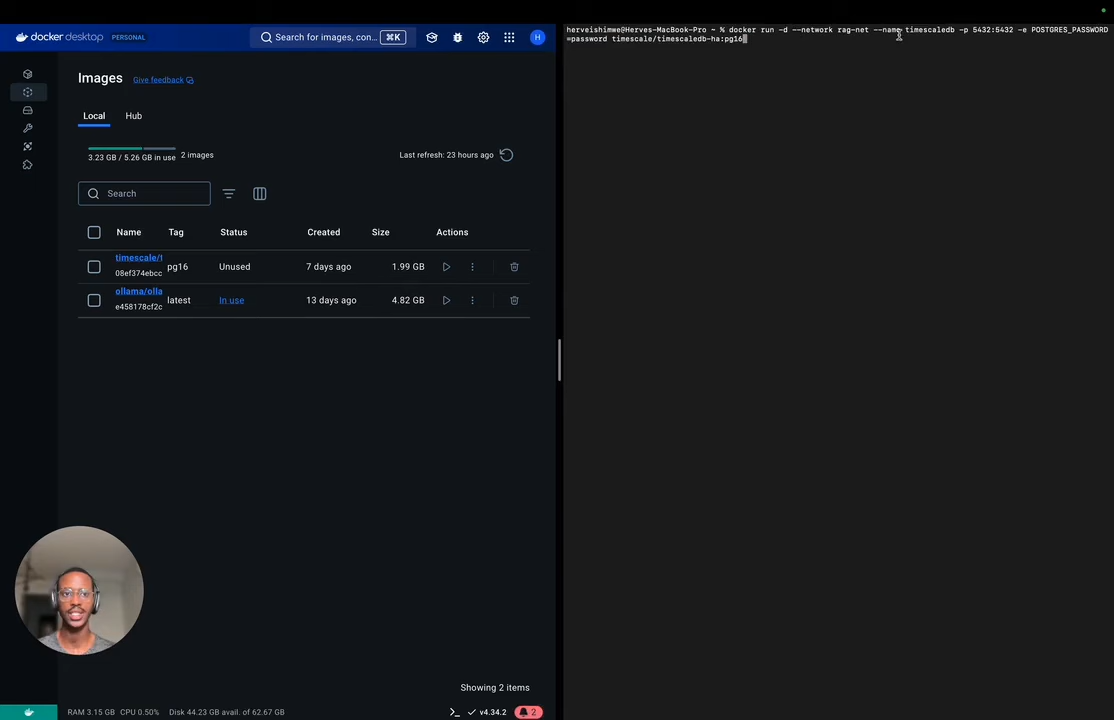 docker desktop PERSONAL
Search for images, con... ⌘K
H
Images Give feedback
Local Hub
3.23 GB / 5.26 GB in use 2 images Last refresh: 23 hours ago
Search
Name Tag Status Created Size Actions
timescale/t
08ef374ebcc pg16 Unused 7 days ago 1.99 GB
ollama/olla
e458178cf2c latest In use 13 days ago 4.82 GB
Showing 2 items
RAM 3.15 GB CPU 0.50% Disk 44.23 GB avail. of 62.67 GB v4.34.2 2
herveishimwe@Herves-MacBook-Pro ~ % docker run -d --network rag-net --name timescaledb -p 5432:5432 -e POSTGRES_PASSWORD
=password timescale/timescaledb-ha:pg16